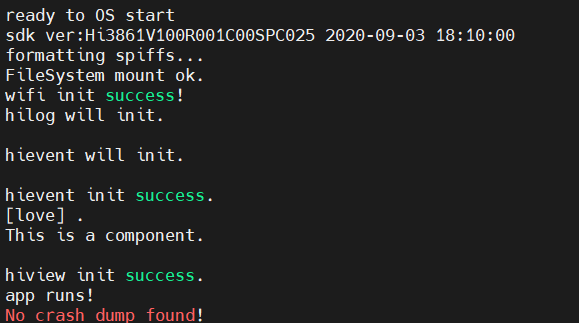 ready to OS start
sdk ver:Hi3861V100R001C00SPC025 2020-09-03 18:10:00
formatting spiffs...
FileSystem mount ok.
wifi init success!
hilog will init.
hievent will init.
hievent init success.
[love] .
This is a component.
hiview init success.
app runs!
No crash dump found!